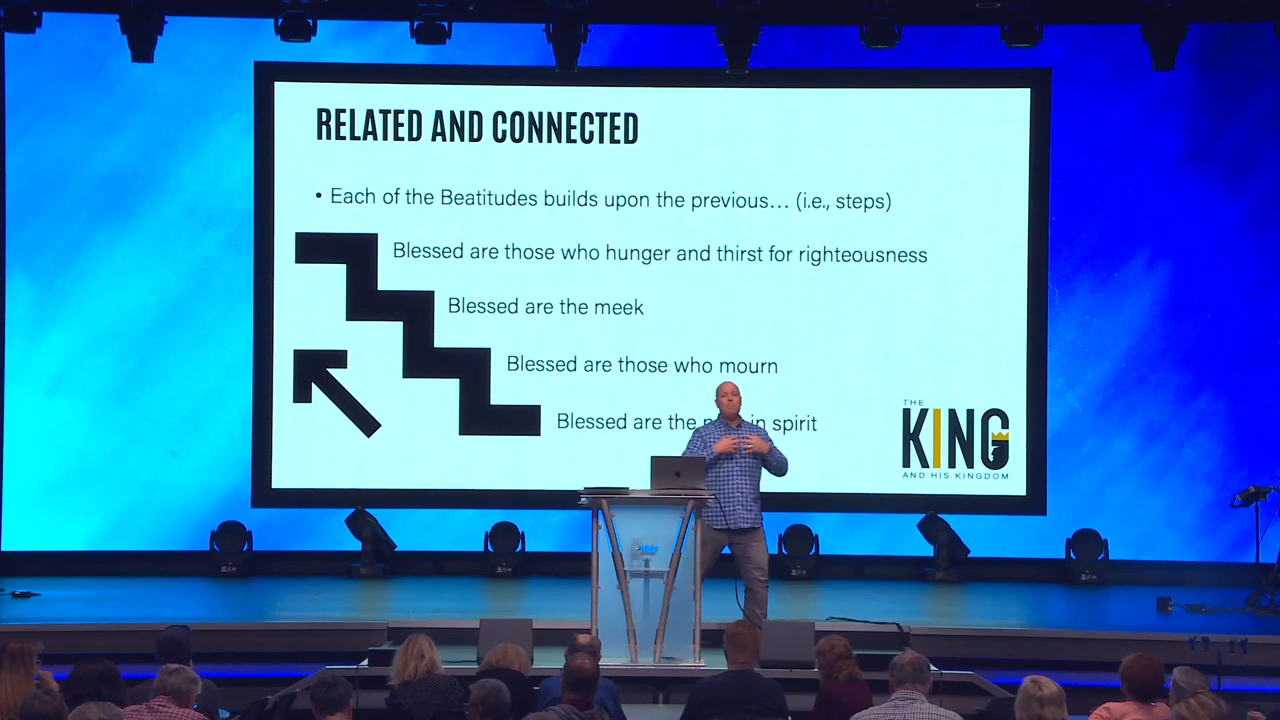 RELATED AND CONNECTED
• Each of the Beatitudes builds upon the previous... (i.e., steps)
Blessed are those who hunger and thirst for righteousness
Blessed are the meek
Blessed are those who mourn
Blessed are the in spirit
THE
KING
AND HIS KINGDOM